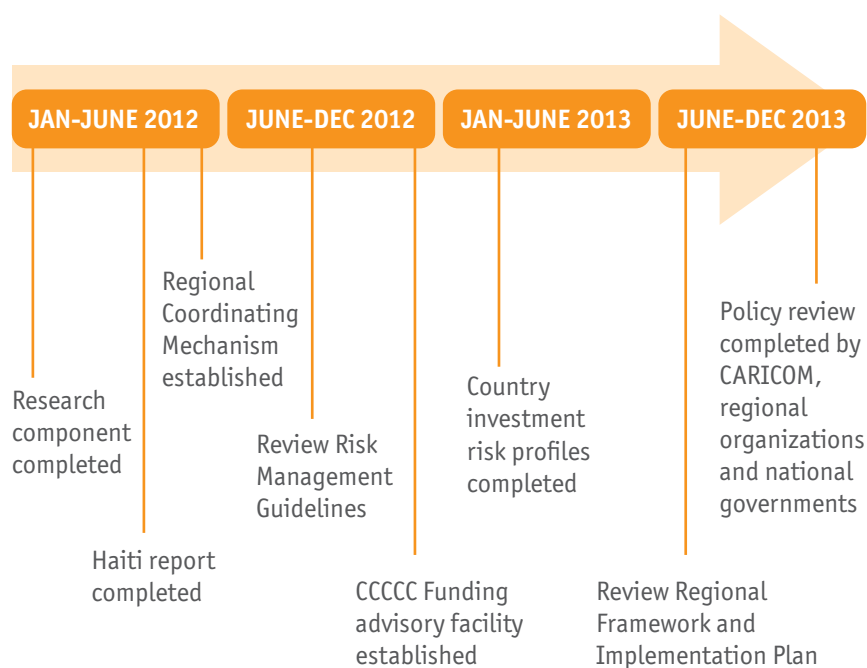 JAN-JUNE 2012
JUNE-DEC 2012
JAN-JUNE 2013
JUNE-DEC 2013
Research
component
completed
Haiti report
completed
Regional
Coordinating
Mechanism
established
Review Risk
Management
Guidelines
CCCCC Funding
advisory facility
established
Country
investment
risk profiles
completed
Review Regional
Framework and
Implementation Plan
Policy review
completed by
CARICOM,
regional
organizations
and national
governments